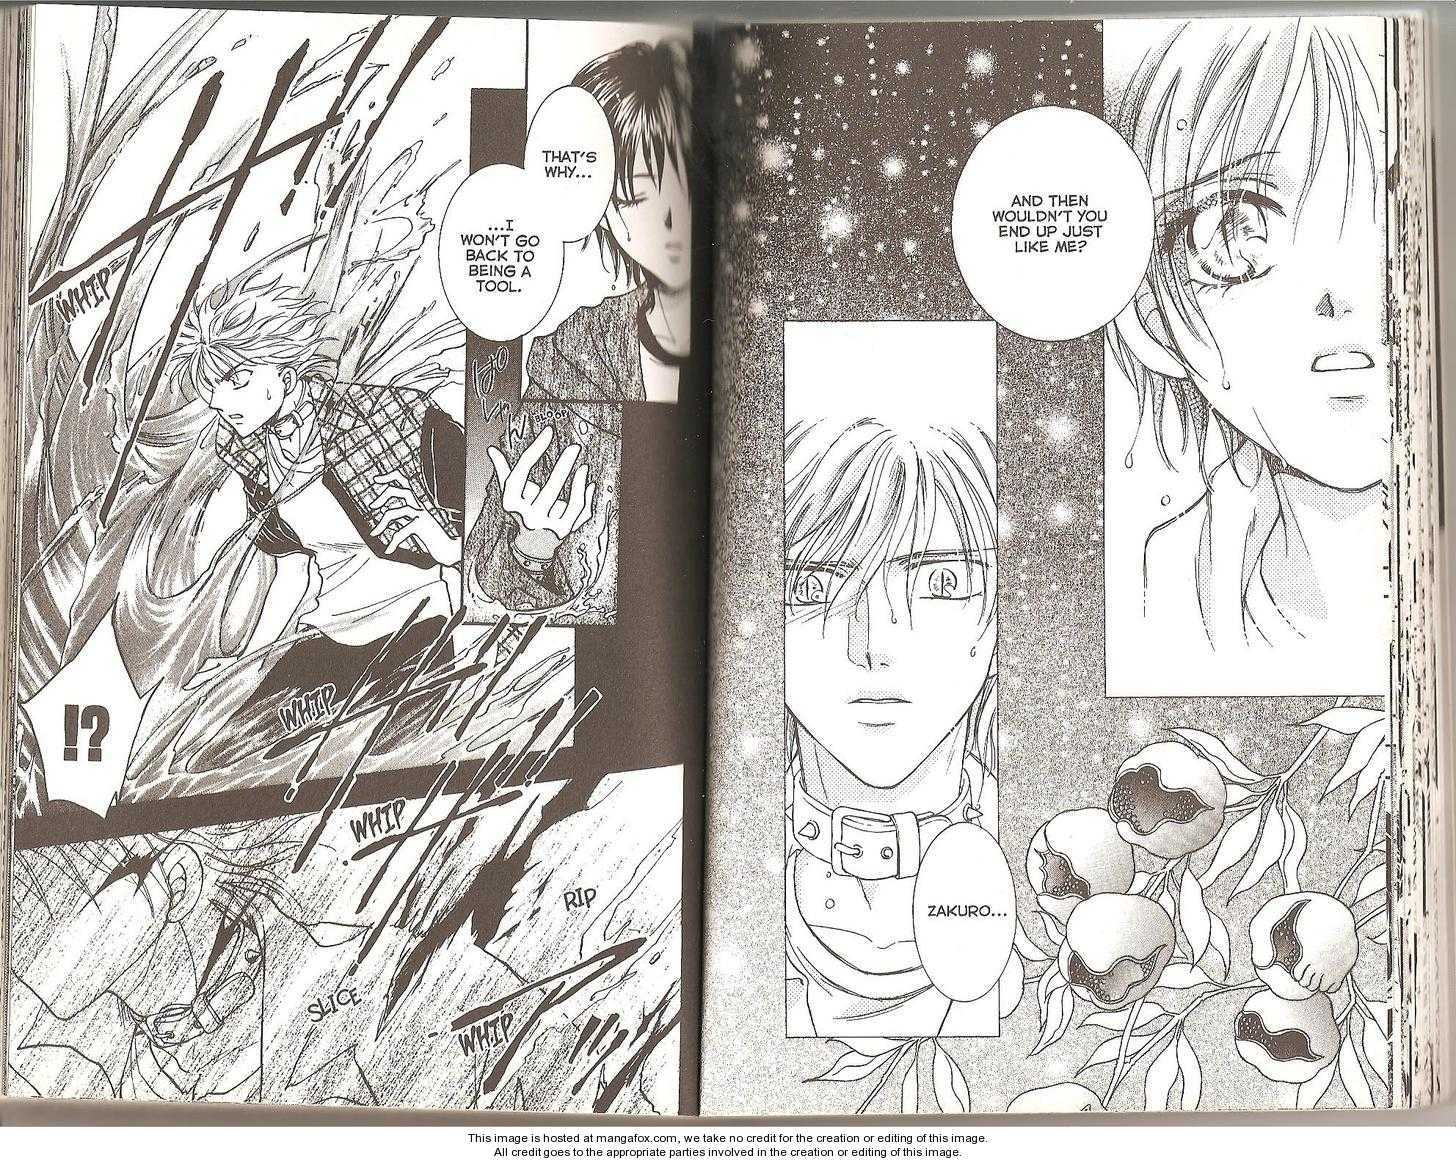 AND THEN
WOULDN'T YOU
END UP JUST
LIKE ME?
ZAKURO...
THAT'S
WHY...
...I
WON'T GO
BACK TO
BEING A
TOOL.
WHIP
!?
WHIP
WHIP
RIP
SLICE
WHIP
This image is hosted at mangafox.com, we take no credit for the creation or editing of this image.
All credit goes to the appropriate parties involved in the creation or editing of this image.